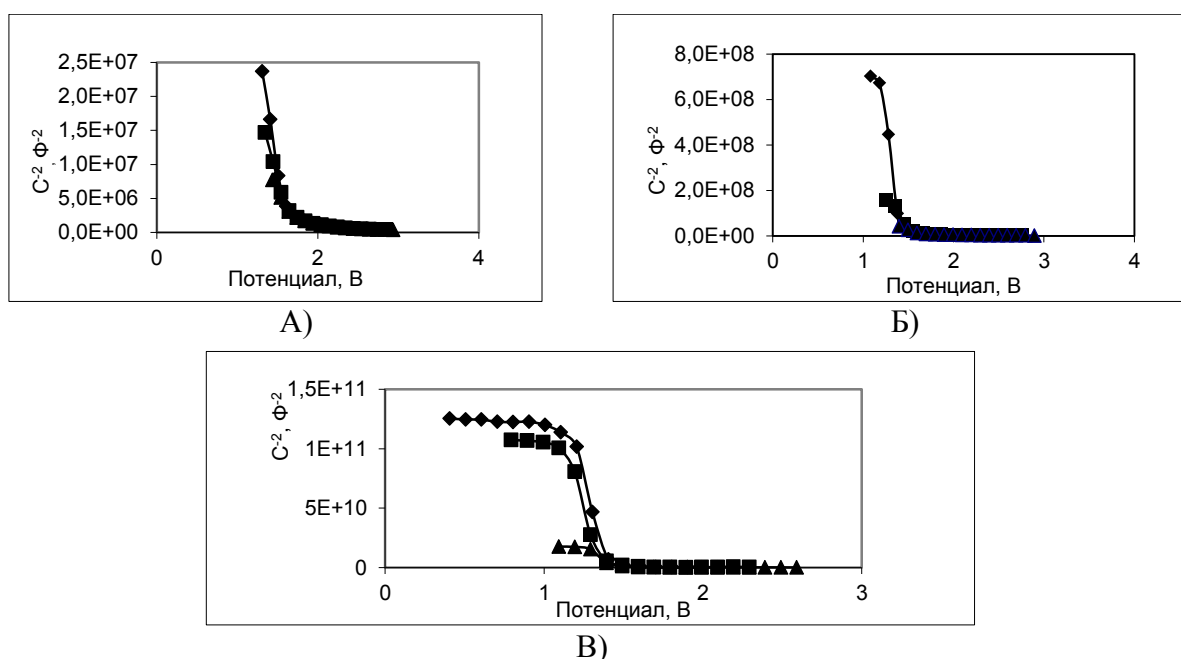 2,5E+07
2,0E+07
1,5E+07
1,0E+07
5,0E+06
0,0E+00
C⁻², Ф⁻²
0 2 4
Потенциал, В
А)
8,0E+08
6,0E+08
4,0E+08
2,0E+08
0,0E+00
C⁻², Ф⁻²
0 1 2 3 4
Потенциал, В
Б)
1,5E+11
1E+11
5E+10
0
C⁻², Ф⁻²
0 1 2 3
Потенциал, В
В)